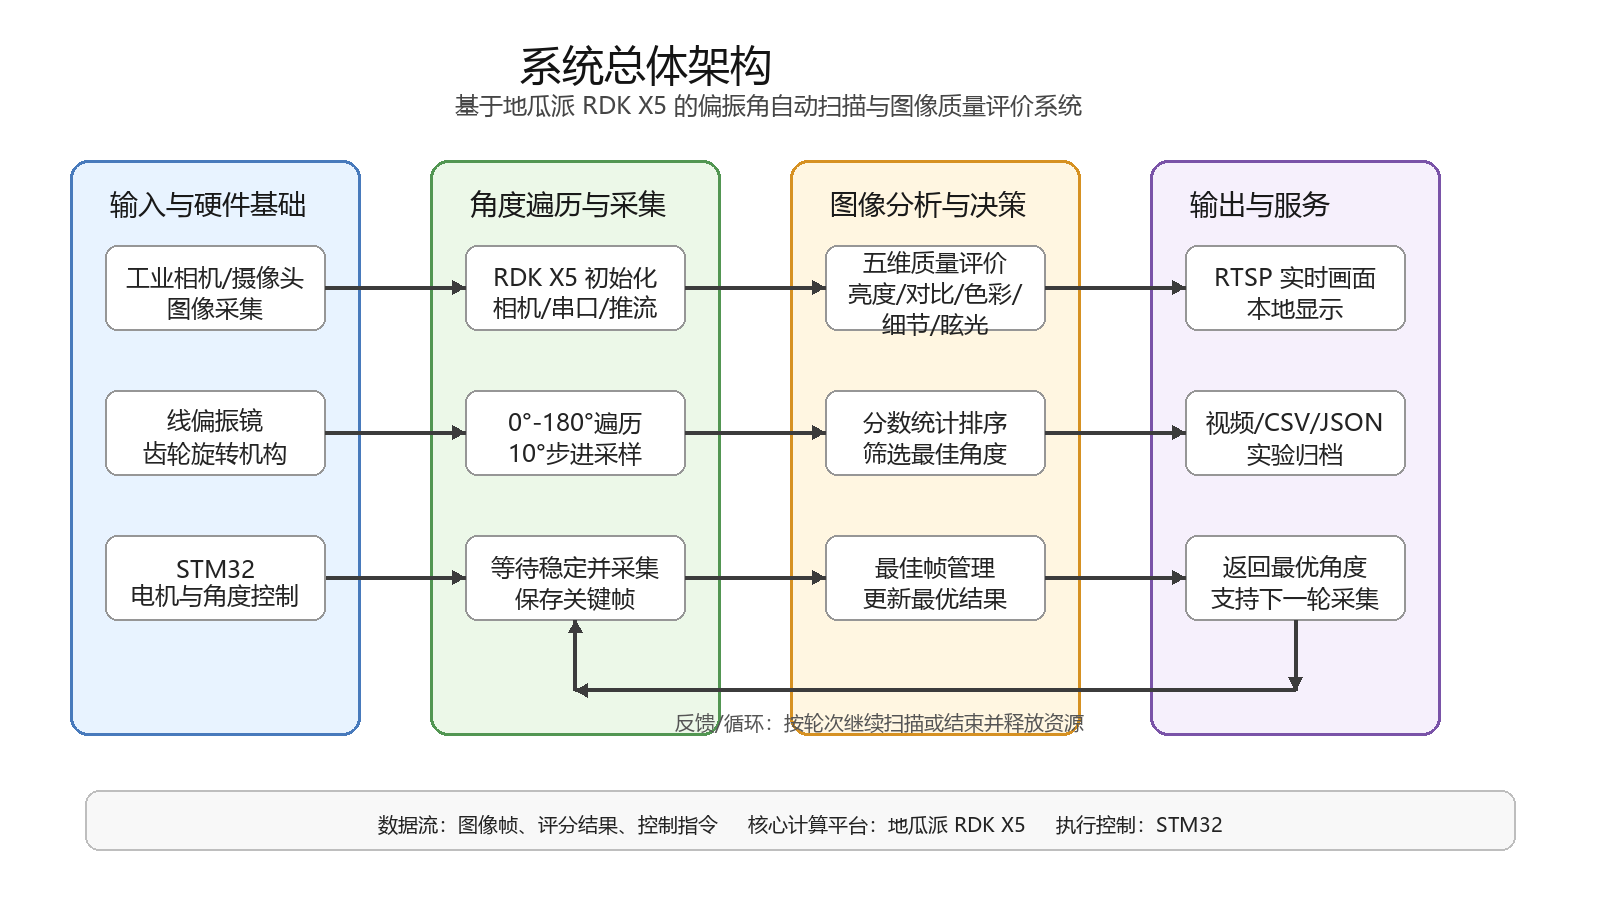 系统总体架构
基于地瓜派 RDK X5 的偏振角自动扫描与图像质量评价系统
输入与硬件基础
工业相机/摄像头
图像采集
线偏振镜
齿轮旋转机构
STM32
电机与角度控制
角度遍历与采集
RDK X5 初始化
相机/串口/推流
0°-180°遍历
10°步进采样
等待稳定并采集
保存关键帧
图像分析与决策
五维质量评价
亮度/对比/色彩/
细节/眩光
分数统计排序
筛选最佳角度
最佳帧管理
更新最优结果
输出与服务
RTSP 实时画面
本地显示
视频/CSV/JSON
实验归档
返回最优角度
支持下一轮采集
反馈/循环：按轮次继续扫描或结束并释放资源
数据流：图像帧、评分结果、控制指令 核心计算平台：地瓜派 RDK X5 执行控制：STM32